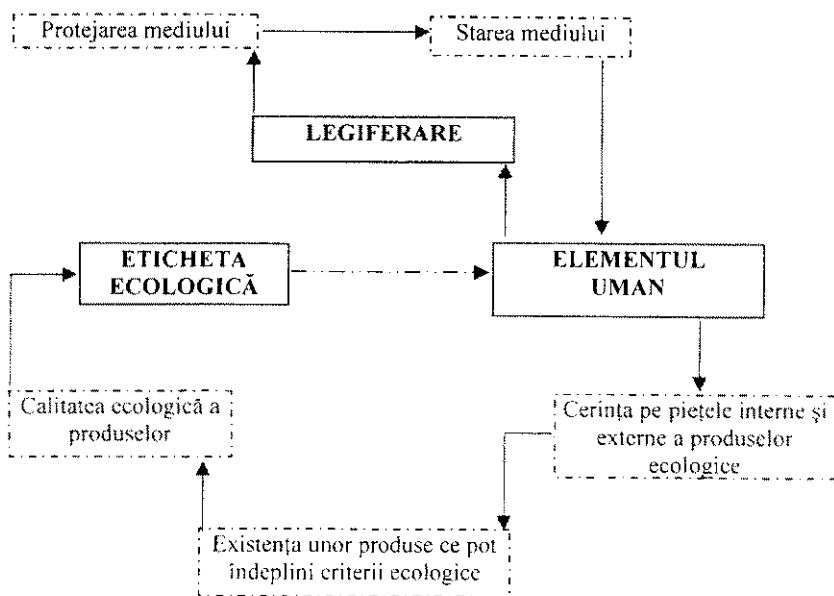 Protejarea mediului
Starea mediului
LEGIFERARE
ETICHETA
ECOLOGICĂ
ELEMENTUL
UMAN
Calitatea ecologică a
produselor
Cerința pe piețele interne și
externe a produselor
ecologice
Existența unor produse ce pot
îndeplini criterii ecologice